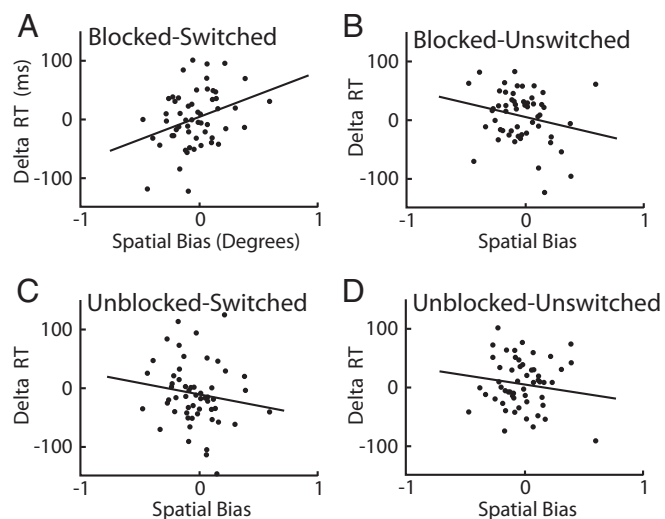 A
Blocked-Switched
Delta RT (ms)
100
0
-100
-1
0
1
Spatial Bias (Degrees)
B
Blocked-Unswitched
Delta RT
100
0
-100
-1
0
1
Spatial Bias
C
Unblocked-Switched
Delta RT
100
0
-100
-1
0
1
Spatial Bias
D
Unblocked-Unswitched
Delta RT
100
0
-100
-1
0
1
Spatial Bias